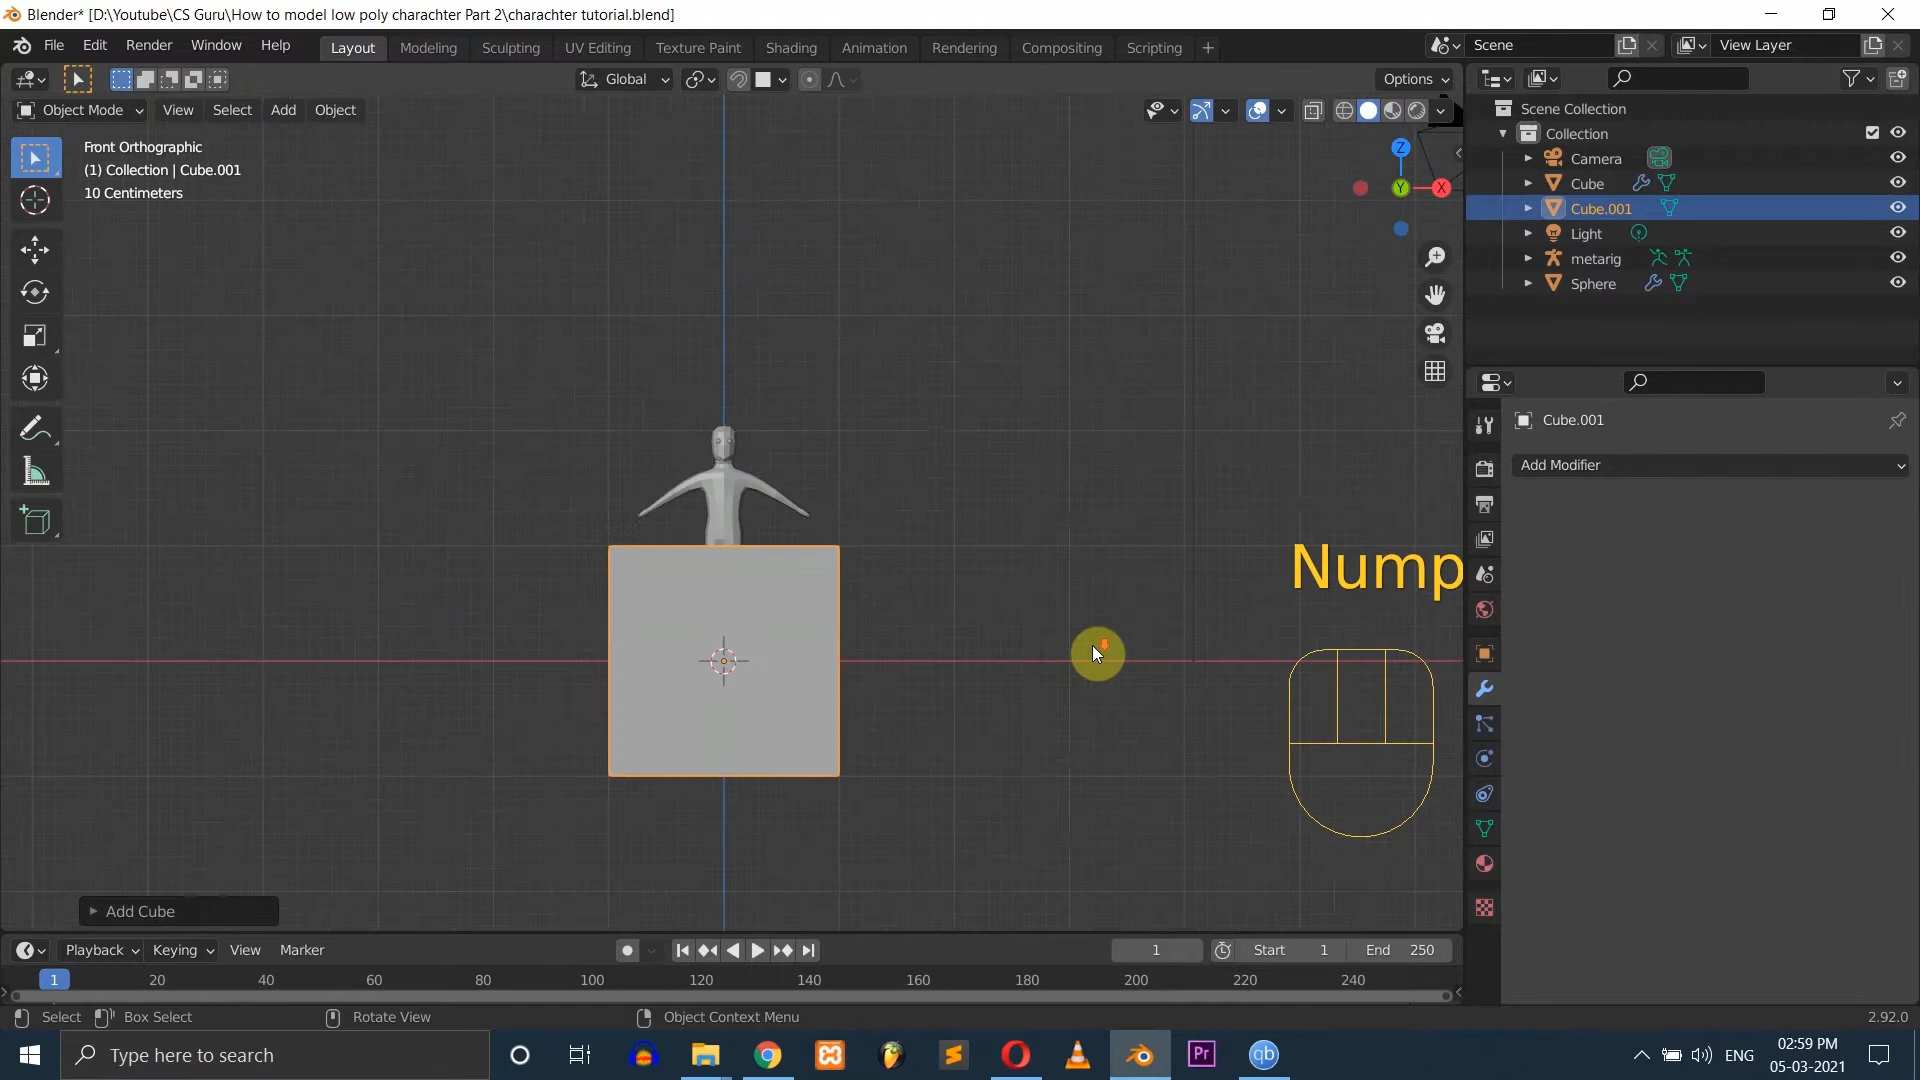 Blender* [D:\Youtube\CS Guru\How to model low poly charachter Part 2\charachter tutorial.blend]
File Edit Render Window Help Layout Modeling Sculpting UV Editing Texture Paint Shading Animation Rendering Compositing Scripting + Scene View Layer
Global Options
Object Mode View Select Add Object
Scene Collection
Collection
Camera
Cube
Cube.001
Light
metarig
Sphere
Front Orthographic
(1) Collection | Cube.001
10 Centimeters
Z
Y
X
Cube.001
Add Modifier
Nump
Add Cube
Playback Keying View Marker 1 Start 1 End 250
1 20 40 60 80 100 120 140 160 180 200 220 240
Select Box Select Rotate View Object Context Menu 2.92.0
Type here to search
Pr
qb
ENG
02:59 PM
05-03-2021